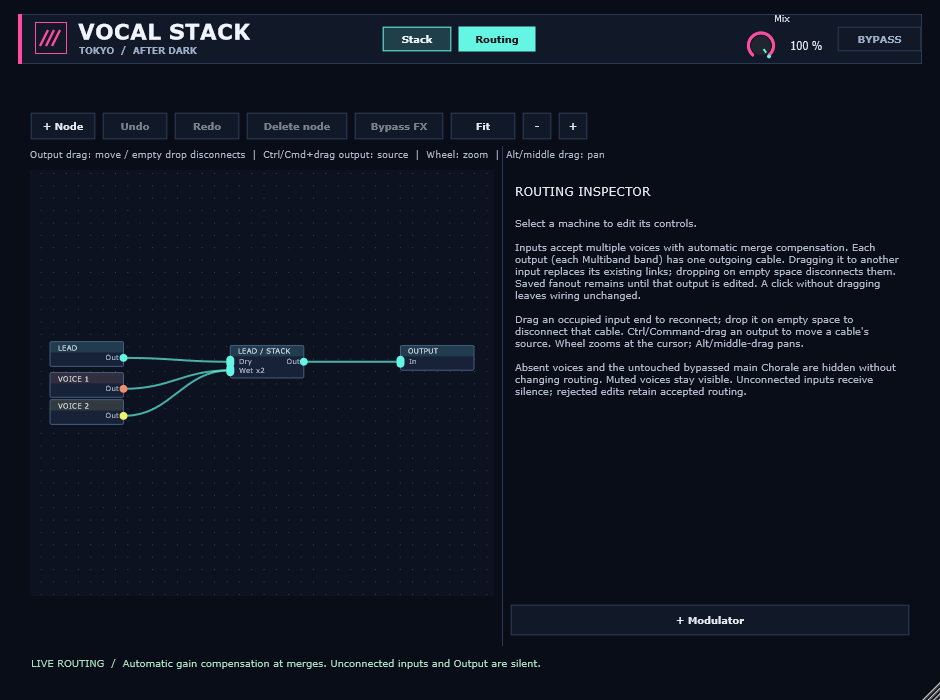 VOCAL STACK
TOKYO / AFTER DARK
Stack
Routing
Mix
100 %
BYPASS
+ Node
Undo
Redo
Delete node
Bypass FX
Fit
-
+
Output drag: move / empty drop disconnects | Ctrl/Cmd+drag output: source | Wheel: zoom | Alt/middle drag: pan
LEAD
Out
VOICE 1
Out
VOICE 2
Out
LEAD / STACK
Dry
Out
Wet x2
OUTPUT
In
ROUTING INSPECTOR
Select a machine to edit its controls.
Inputs accept multiple voices with automatic merge compensation. Each
output (each Multiband band) has one outgoing cable. Dragging it to another
input replaces its existing links; dropping on empty space disconnects them.
Saved fanout remains until that output is edited. A click without dragging
leaves wiring unchanged.
Drag an occupied input end to reconnect; drop it on empty space to
disconnect that cable. Ctrl/Command-drag an output to move a cable's
source. Wheel zooms at the cursor; Alt/middle-drag pans.
Absent voices and the untouched bypassed main Chorale are hidden without
changing routing. Muted voices stay visible. Unconnected inputs receive
silence; rejected edits retain accepted routing.
+ Modulator
LIVE ROUTING / Automatic gain compensation at merges. Unconnected inputs and Output are silent.